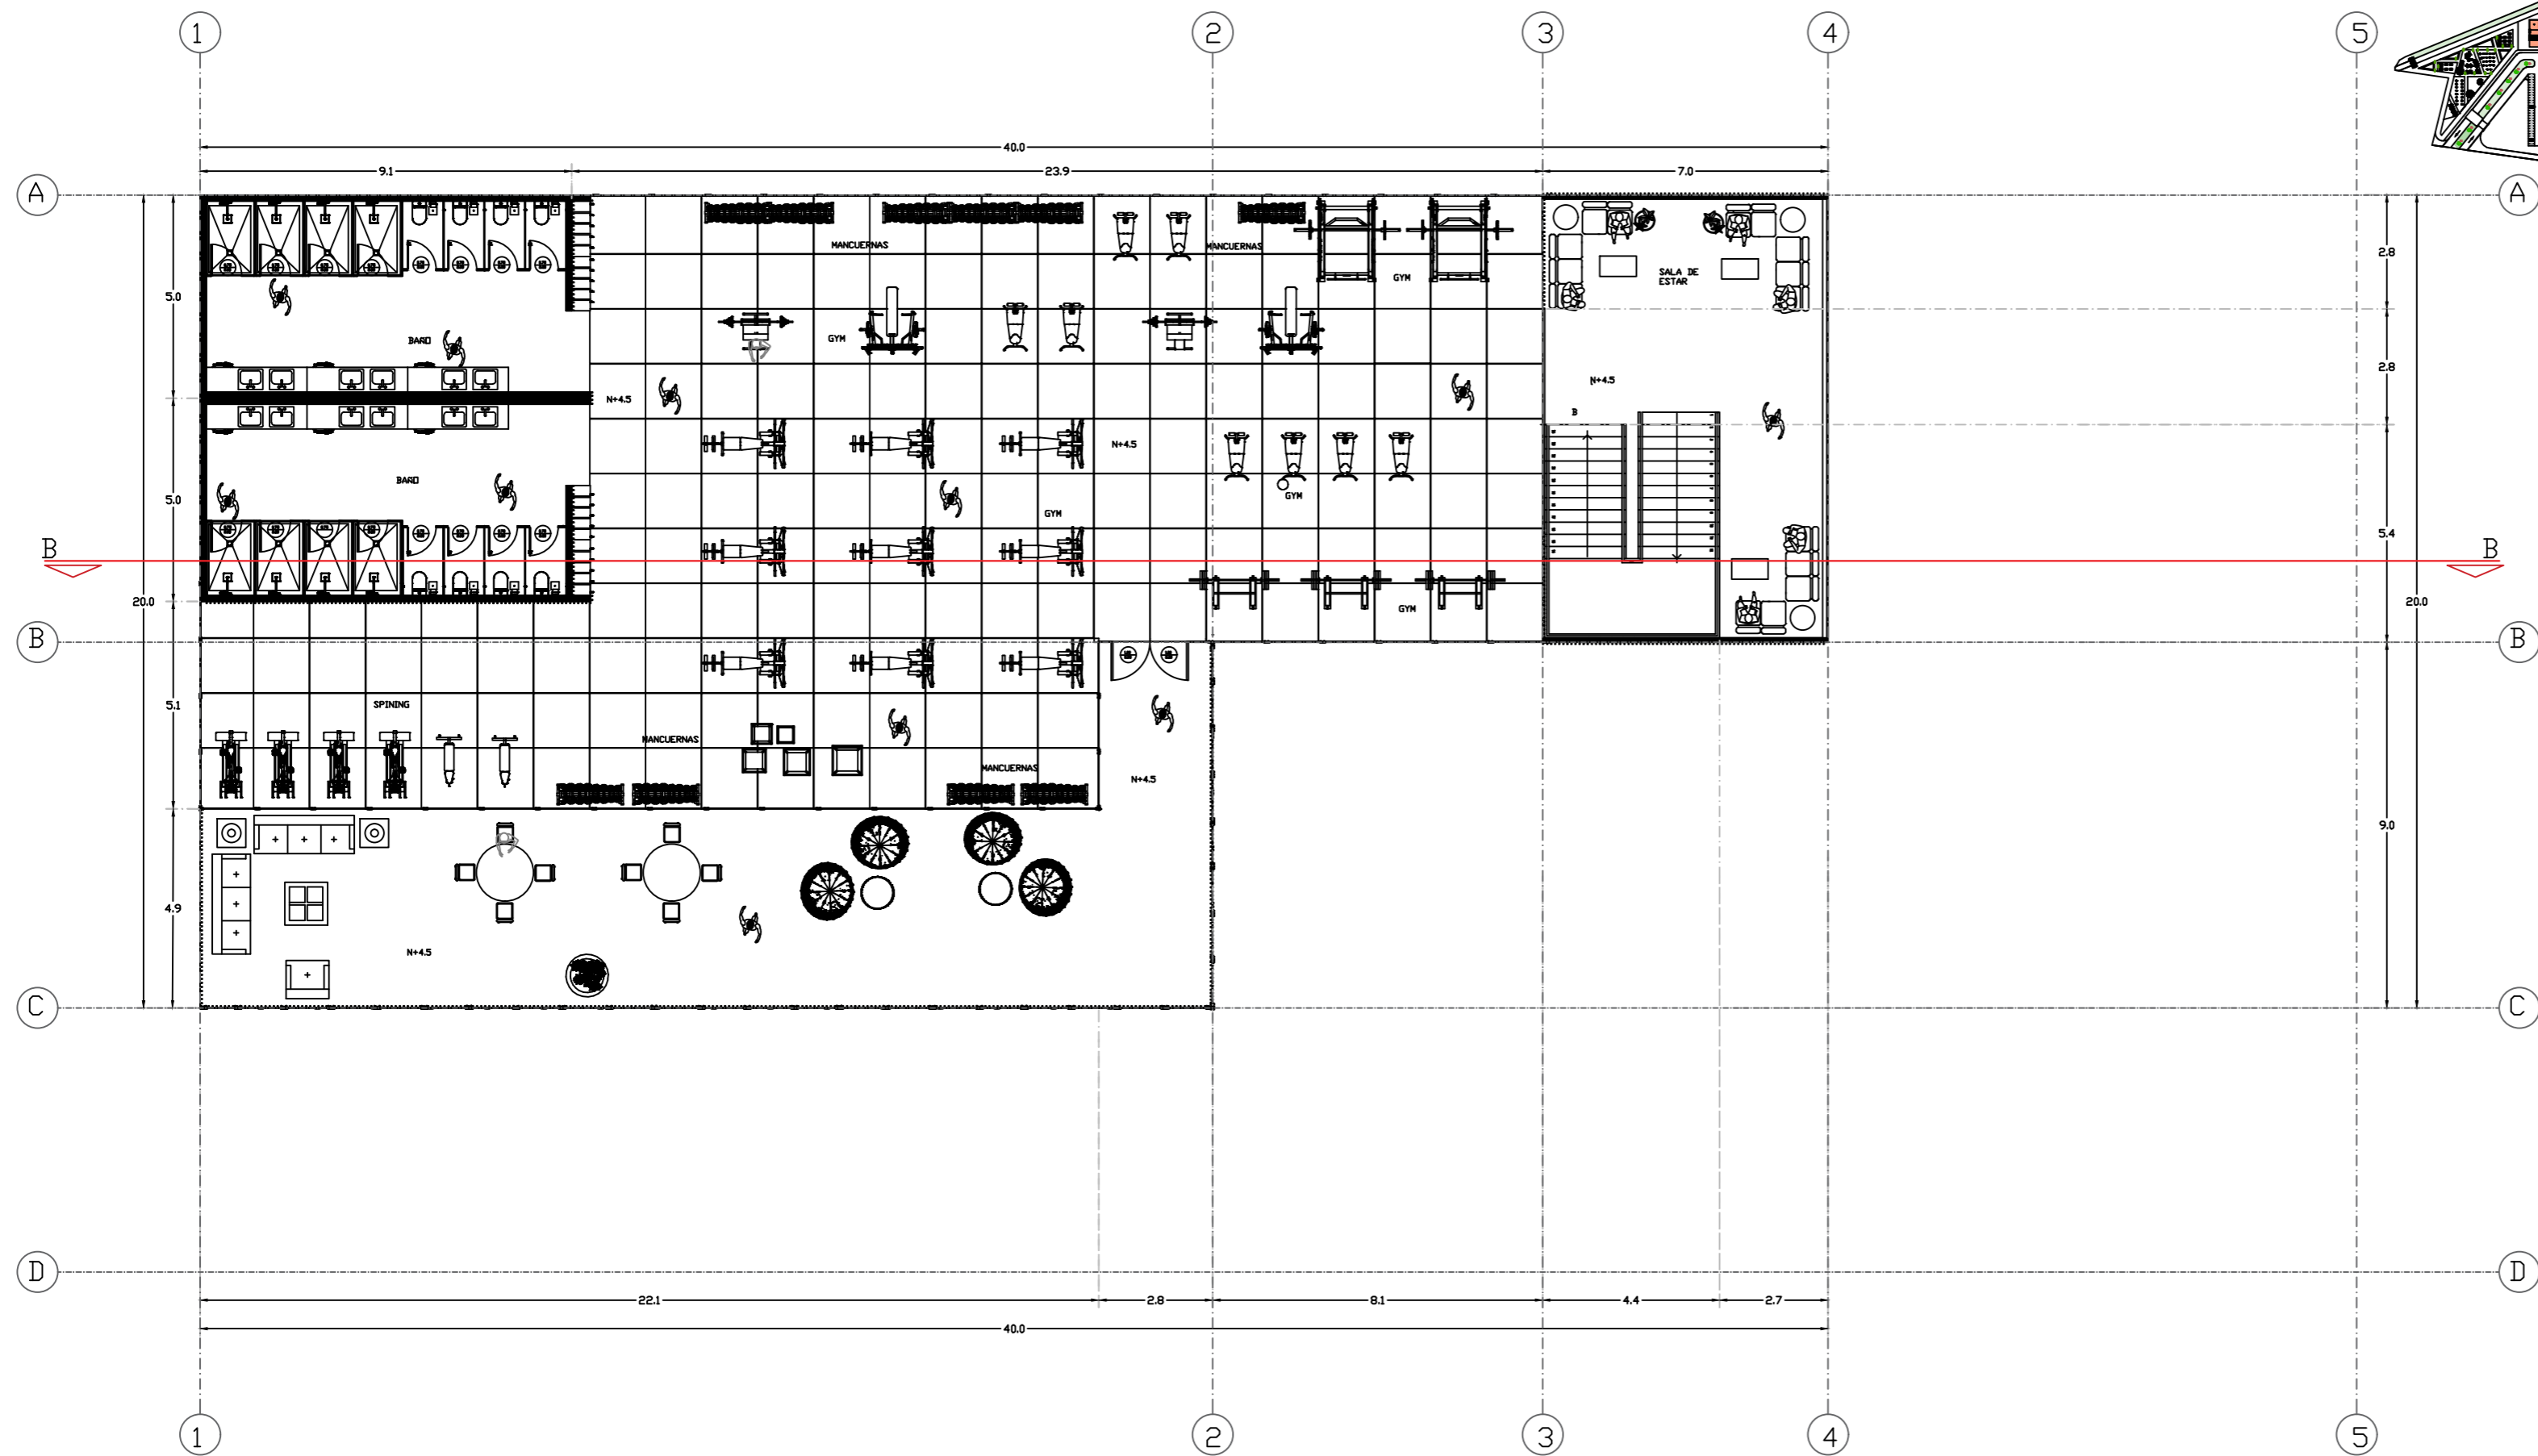 1 2 3 4 5
40.0
9.1 23.9 7.0
A A
MANCUERNAS MANCUERNAS
2.8
SALA DE
ESTAR
GYM
5.0
BAÑO GYM
2.8
N+4.5 N+4.5
B
N+4.5
BAÑO
5.0
GYM
GYM
5.4
B B
20.0 20.0
GYM
B B
SPINING
5.1
MANCUERNAS
MANCUERNAS
N+4.5
9.0
4.9
N+4.5
C C
D D
22.1 2.8 8.1 4.4 2.7
40.0
1 2 3 4 5